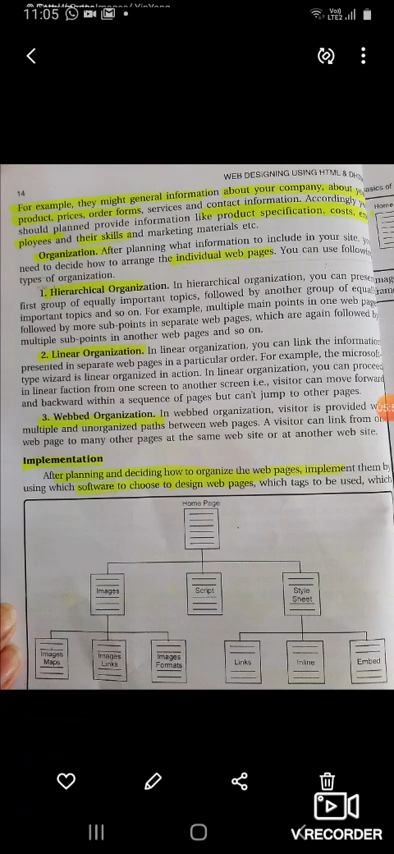 11:05
Vo))
LTE2
WEB DESIGNING USING HTML & DH
14
For example, they might general information about your company, about
product, prices, order forms, services and contact information. Accordingly
should planned provide information like product specification, costs,
ployees and their skills and marketing materials etc.
Organization. After planning what information to include in your site,
need to decide how to arrange the individual web pages. You can use
types of organization.
1. Hierarchical Organization. In hierarchical organization, you can
first group of equally important topics, followed by another group of
important topics and so on. For example, multiple main points in one web
followed by more sub-points in separate web pages, which are again followed
multiple sub-points in another web pages and so on.
2. Linear Organization. In linear organization, you can link the
presented in separate web pages in a particular order. For example, the
type wizard is linear organized in action. In linear organization, you can
in linear faction from one screen to another screen i.e., visitor can move forward
and backward within a sequence of pages but can't jump to other pages.
3. Webbed Organization. In webbed organization, visitor is provided
multiple and unorganized paths between web pages. A visitor can link from
web page to many other pages at the same web site or at another web site.
Implementation
After planning and deciding how to organize the web pages, implement them by
using which software to choose to design web pages, which tags to be used, which
Home Page
Images
Script
Style
Sheet
Images
Maps
Images
Links
Images
Formats
Links
Inline
Embed
asics of
Home
VRECORDER